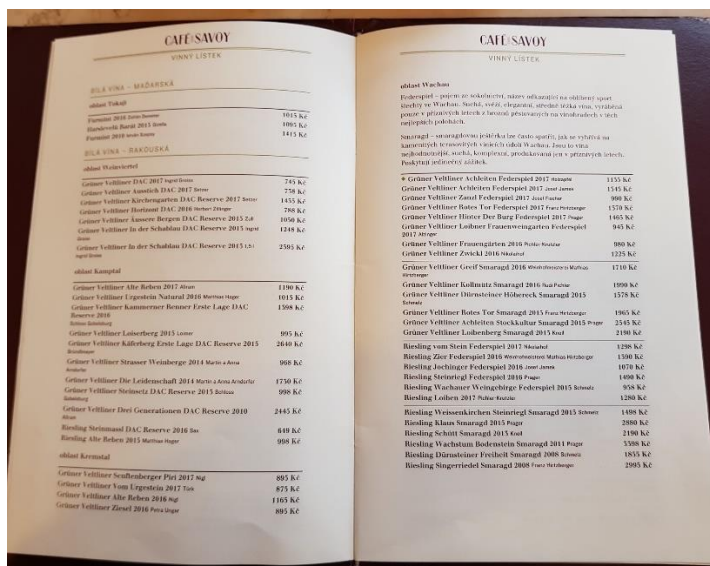 CAFÉ SAVOY
VINNÝ LÍSTEK
BÍLÁ VÍNA – MAĎARSKÁ
oblast Tokaji
Furmint 2016 1015 Kč
Harslevelü Barát 2015 1095 Kč
Furmint 2010 1415 Kč
BÍLÁ VÍNA – RAKOUSKÁ
oblast Weinviertel
Grüner Veltliner DAC 2017 Ingrid Groiss 745 Kč
Grüner Veltliner Ausstich DAC 2017 Setzer 758 Kč
Grüner Veltliner Kirchengarten DAC Reserve 2017 Setzer 1455 Kč
Grüner Veltliner Horizont DAC 2016 Herbert Zillinger 788 Kč
Grüner Veltliner Äussere Bergen DAC Reserve 2015 Zull 1050 Kč
Grüner Veltliner In der Schablau DAC Reserve 2015 Ingrid 1248 Kč
Groiss
Grüner Veltliner In der Schablau DAC Reserve 2015 1,5 l 2595 Kč
Ingrid Groiss
oblast Kamptal
Grüner Veltliner Alte Reben 2017 Allram 1190 Kč
Grüner Veltliner Urgestein Natural 2016 Matthias Hager 1015 Kč
Grüner Veltliner Kammerner Renner Erste Lage DAC 1598 Kč
Reserve 2016
Schloss Gobelsburg
Grüner Veltliner Loiserberg 2015 Loimer 995 Kč
Grüner Veltliner Käferberg Erste Lage DAC Reserve 2015 2640 Kč
Bründlmayer
Grüner Veltliner Strasser Weinberge 2014 Martin a Anna 968 Kč
Arndorfer
Grüner Veltliner Die Leidenschaft 2014 Martin a Anna Arndorfer 1750 Kč
Grüner Veltliner Steinsetz DAC Reserve 2015 Schloss 998 Kč
Gobelsburg
Grüner Veltliner Drei Generationen DAC Reserve 2010 2445 Kč
Allram
Riesling Steinmassl DAC Reserve 2016 649 Kč
Riesling Alte Reben 2015 Matthias Hager 998 Kč
oblast Kremstal
Grüner Veltliner Senftenberger Piri 2017 Nigl 895 Kč
Grüner Veltliner Vom Urgestein 2017 Türk 875 Kč
Grüner Veltliner Alte Reben 2016 Nigl 1165 Kč
Grüner Veltliner Ziesel 2016 Petra Unger 895 Kč
CAFÉ SAVOY
VINNÝ LÍSTEK
oblast Wachau
Federspiel – pojem ze sokolnictví, název odkazující na oblíbený sport
šlechty ve Wachau. Suchá, svěží, elegantní, středně těžká vína, vyráběná
pouze v příznivých letech z hroznů pěstovaných na vinohradech v těch
nejlepších polohách.
Smaragd – smaragdovou ještěrku lze často spatřit, jak se vyhřívá na
kamenitých terasovitých vinicích údolí Wachau. Jsou to vína
nejhodnotnější, suchá, komplexní, produkovaná jen v příznivých letech.
Poskytují jedinečný zážitek.
Grüner Veltliner Achleiten Federspiel 2017 1155 Kč
Grüner Veltliner Achleiten Federspiel 2017 Josef Jamek 1545 Kč
Grüner Veltliner Zanzl Federspiel 2017 Josef Fischer 990 Kč
Grüner Veltliner Rotes Tor Federspiel 2017 Franz Hirtzberger 1570 Kč
Grüner Veltliner Hinter Der Burg Federspiel 2017 Prager 1465 Kč
Grüner Veltliner Loibner Frauenweingarten Federspiel 945 Kč
2017 Altinger
Grüner Veltliner Frauengärten 2016 Pichler-Krutzler 980 Kč
Grüner Veltliner Zwickl 2016 Nikolaihof 1225 Kč
Grüner Veltliner Greif Smaragd 2016 Weinhofmeisterei Mathias 1710 Kč
Hirtzberger
Grüner Veltliner Kollmutz Smaragd 2016 Rudi Pichler 1990 Kč
Grüner Veltliner Dürnsteiner Höhereck Smaragd 2015 1578 Kč
Schmelz
Grüner Veltliner Rotes Tor Smaragd 2015 Franz Hirtzberger 1965 Kč
Grüner Veltliner Achleiten Stockkultur Smaragd 2015 Prager 2545 Kč
Grüner Veltliner Loibenberg Smaragd 2015 Knoll 2190 Kč
Riesling vom Stein Federspiel 2017 Nikolaihof 1298 Kč
Riesling Zier Federspiel 2016 Weinhofmeisterei Mathias Hirtzberger 1590 Kč
Riesling Jochinger Federspiel 2016 Josef Jamek 1070 Kč
Riesling Steinriegl Federspiel 2016 Prager 1490 Kč
Riesling Wachauer Weingebirge Federspiel 2015 Schmelz 958 Kč
Riesling Loiben 2017 Pichler-Krutzler 1280 Kč
Riesling Weissenkirchen Steinriegl Smaragd 2015 Schmelz 1498 Kč
Riesling Klaus Smaragd 2015 Prager 2880 Kč
Riesling Schütt Smaragd 2015 Knoll 2190 Kč
Riesling Wachstum Bodenstein Smaragd 2011 Prager 3598 Kč
Riesling Dürnsteiner Freiheit Smaragd 2008 Schmelz 1855 Kč
Riesling Singerriedel Smaragd 2008 Franz Hirtzberger 2995 Kč